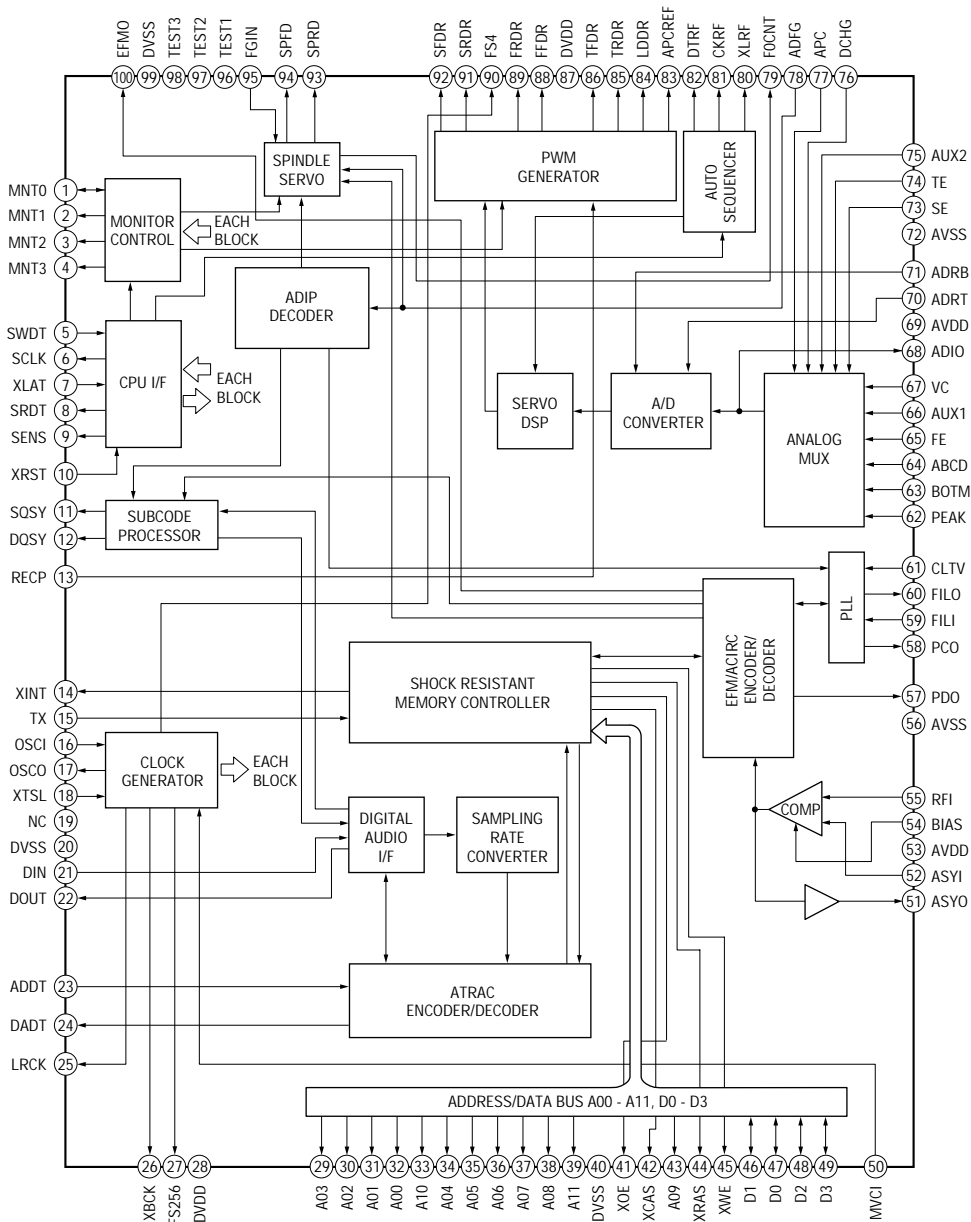 EFMO
DVSS
TEST3
TEST2
TEST1
FGIN
SPFD
SPRD
SFDR
SRDR
FS4
FRDR
FFDR
DVDD
TFDR
TRDR
LDDR
APCREF
DTRF
CKRF
XLRF
F0CNT
ADFG
APC
DCHG
100
99
98
97
96
95
94
93
92
91
90
89
88
87
86
85
84
83
82
81
80
79
78
77
76
MNT0 1
MNT1 2
MNT2 3
MNT3 4
SWDT 5
SCLK 6
XLAT 7
SRDT 8
SENS 9
XRST 10
SQSY 11
DQSY 12
RECP 13
XINT 14
TX 15
OSCI 16
OSCO 17
XTSL 18
NC 19
DVSS 20
DIN 21
DOUT 22
ADDT 23
DADT 24
LRCK 25
SPINDLE
SERVO
PWM
GENERATOR
AUTO
SEQUENCER
MONITOR
CONTROL
EACH
BLOCK
ADIP
DECODER
CPU I/F
EACH
BLOCK
SERVO
DSP
A/D
CONVERTER
ANALOG
MUX
SUBCODE
PROCESSOR
PLL
EFM/ACIRC
ENCODER/
DECODER
SHOCK RESISTANT
MEMORY CONTROLLER
CLOCK
GENERATOR
EACH
BLOCK
COMP
DIGITAL
AUDIO
I/F
SAMPLING
RATE
CONVERTER
ATRAC
ENCODER/DECODER
ADDRESS/DATA BUS A00 - A11, D0 - D3
75 AUX2
74 TE
73 SE
72 AVSS
71 ADRB
70 ADRT
69 AVDD
68 ADIO
67 VC
66 AUX1
65 FE
64 ABCD
63 BOTM
62 PEAK
61 CLTV
60 FILO
59 FILI
58 PCO
57 PDO
56 AVSS
55 RFI
54 BIAS
53 AVDD
52 ASYI
51 ASYO
26
27
28
29
30
31
32
33
34
35
36
37
38
39
40
41
42
43
44
45
46
47
48
49
50
XBCK
FS256
DVDD
A03
A02
A01
A00
A10
A04
A05
A06
A07
A08
A11
DVSS
XOE
XCAS
A09
XRAS
XWE
D1
D0
D2
D3
MVCI